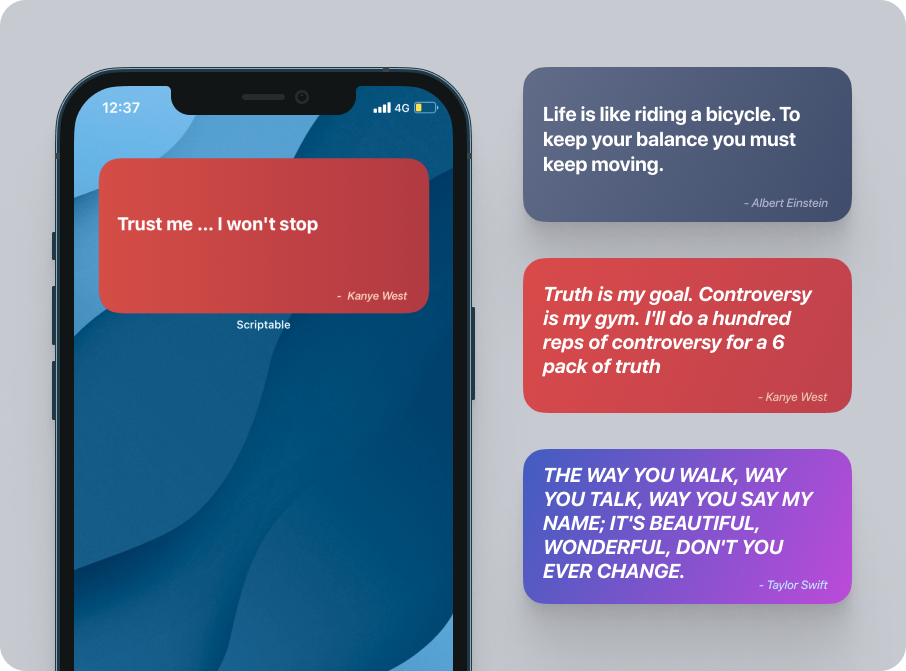 12:37
4G
Trust me ... I won't stop
- Kanye West
Scriptable
Life is like riding a bicycle. To
keep your balance you must
keep moving.
- Albert Einstein
Truth is my goal. Controversy
is my gym. I'll do a hundred
reps of controversy for a 6
pack of truth
- Kanye West
THE WAY YOU WALK, WAY
YOU TALK, WAY YOU SAY MY
NAME; IT'S BEAUTIFUL,
WONDERFUL, DON'T YOU
EVER CHANGE.
- Taylor Swift